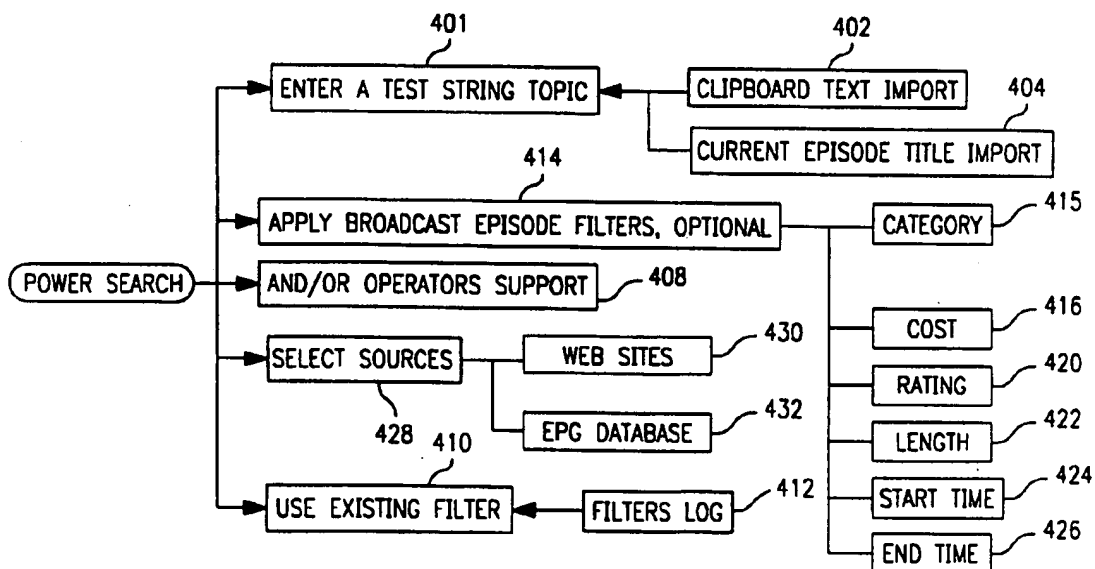 401
402
ENTER A TEST STRING TOPIC
CLIPBOARD TEXT IMPORT
404
CURRENT EPISODE TITLE IMPORT
414
APPLY BROADCAST EPISODE FILTERS, OPTIONAL
CATEGORY
415
POWER SEARCH
AND/OR OPERATORS SUPPORT
408
COST
416
SELECT SOURCES
428
WEB SITES
430
RATING
420
EPG DATABASE
432
LENGTH
422
410
USE EXISTING FILTER
FILTERS LOG
412
START TIME
424
END TIME
426